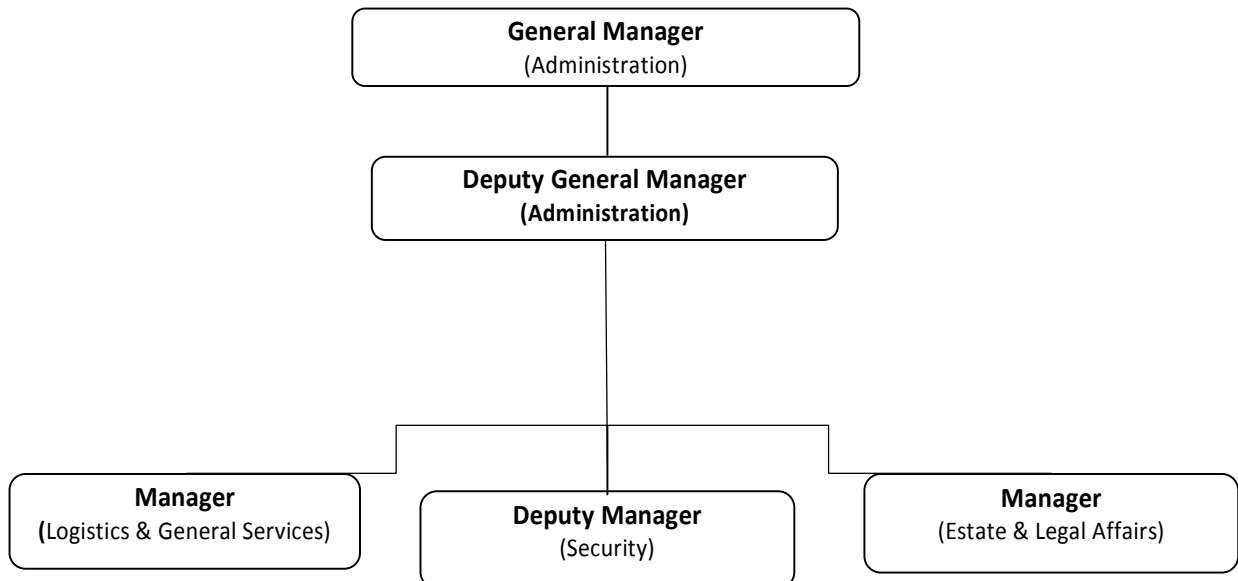 General Manager
(Administration)
Deputy General Manager
(Administration)
Manager
(Logistics & General Services)
Deputy Manager
(Security)
Manager
(Estate & Legal Affairs)